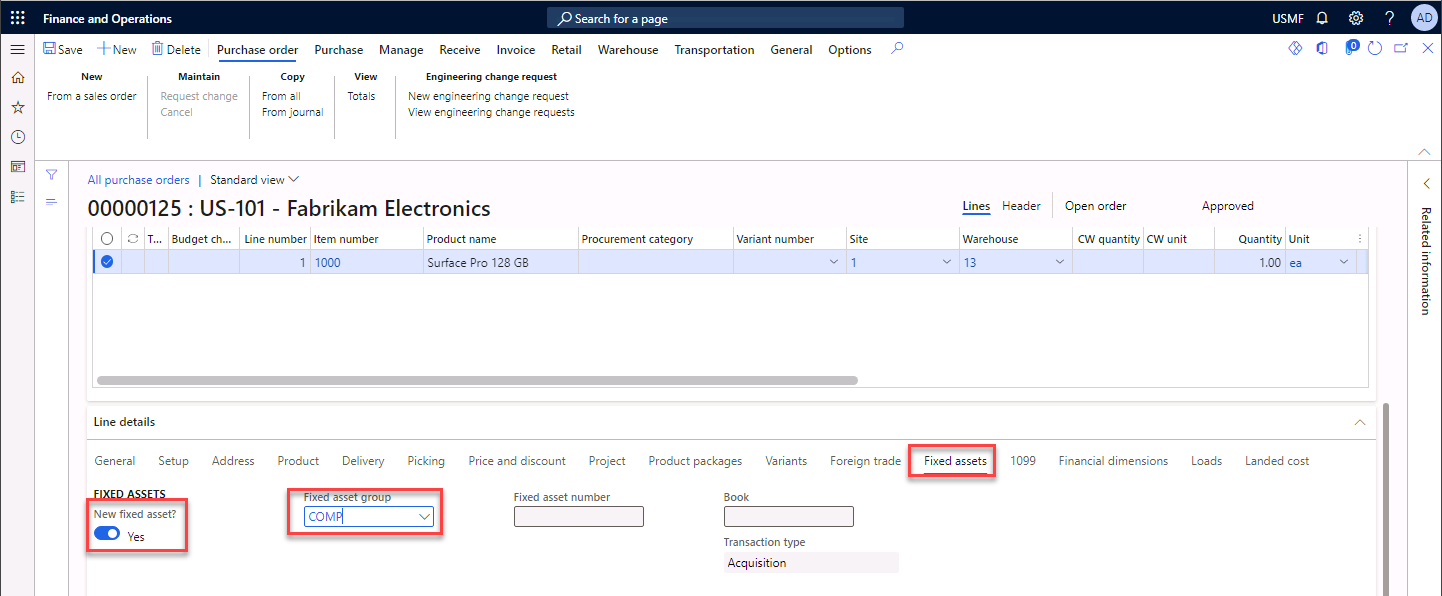 Finance and Operations
Search for a page
USMF
?
AD
Save
New
Delete
Purchase order
Purchase
Manage
Receive
Invoice
Retail
Warehouse
Transportation
General
Options
0
New
Maintain
Copy
View
Engineering change request
From a sales order
Request change
From all
Totals
New engineering change request
Cancel
From journal
View engineering change requests
All purchase orders | Standard view
00000125 : US-101 - Fabrikam Electronics
Lines
Header
Open order
Approved
Related information
T... Budget ch... Line number Item number Product name Procurement category Variant number Site Warehouse CW quantity CW unit Quantity Unit
1 1000 Surface Pro 128 GB 1 13 1.00 ea
Line details
General Setup Address Product Delivery Picking Price and discount Project Product packages Variants Foreign trade Fixed assets 1099 Financial dimensions Loads Landed cost
FIXED ASSETS
New fixed asset?
Yes
Fixed asset group
COMP
Fixed asset number
Book
Transaction type
Acquisition